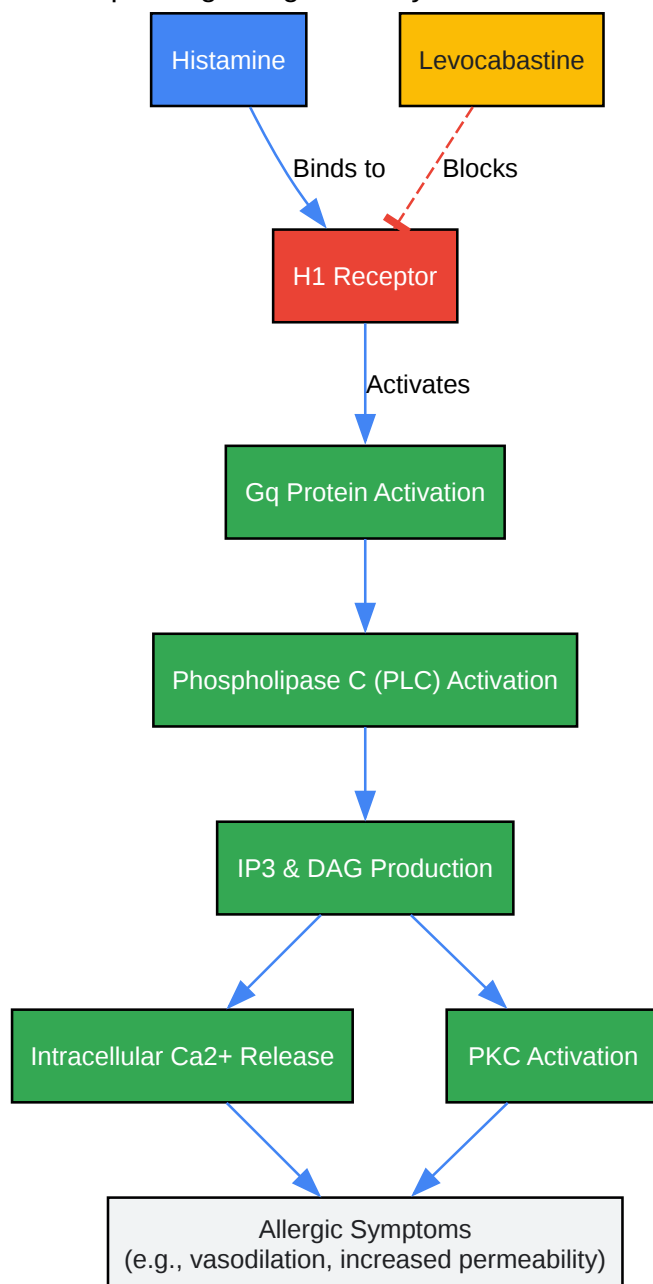 Histamine
Levocabastine
Binds to
Blocks
H1 Receptor
Activates
Gq Protein Activation
Phospholipase C (PLC) Activation
IP3 & DAG Production
Intracellular Ca2+ Release
PKC Activation
Allergic Symptoms
(e.g., vasodilation, increased permeability)